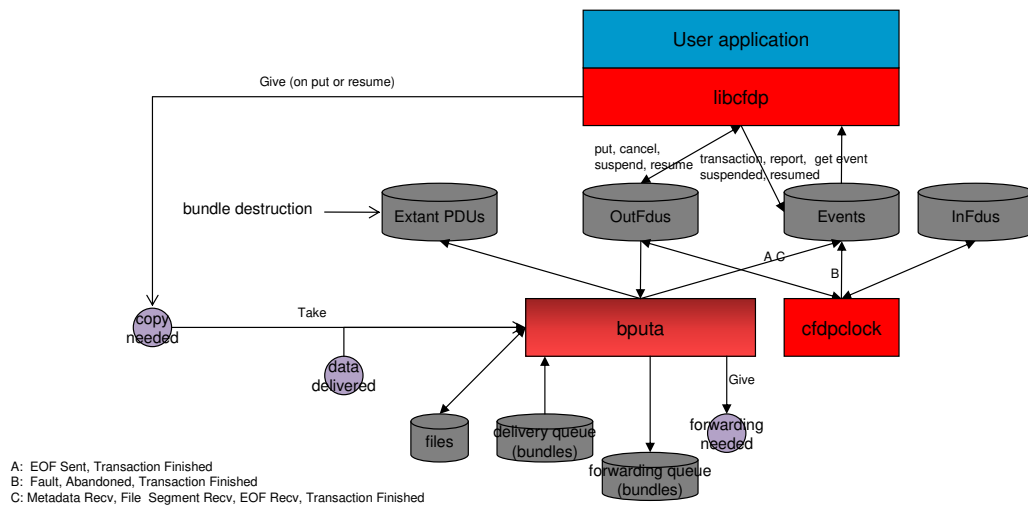 User application
Give (on put or resume)
libcfdp
put, cancel,
suspend, resume
transaction, report,
suspended, resumed
get event
bundle destruction
Extant PDUs
OutFdus
Events
InFdus
A C
B
copy
needed
Take
bputa
cfdpclock
data
delivered
Give
files
delivery queue
(bundles)
forwarding
needed
forwarding queue
(bundles)
A: EOF Sent, Transaction Finished
B: Fault, Abandoned, Transaction Finished
C: Metadata Recv, File Segment Recv, EOF Recv, Transaction Finished